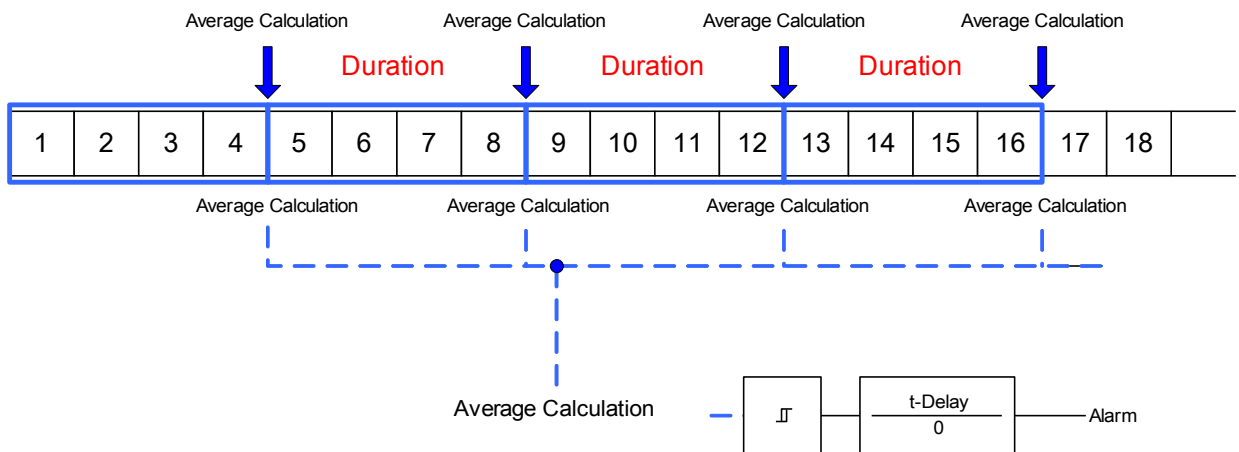 Average Calculation Average Calculation Average Calculation Average Calculation
Duration Duration Duration
1 2 3 4 5 6 7 8 9 10 11 12 13 14 15 16 17 18
Average Calculation Average Calculation Average Calculation Average Calculation
Average Calculation
t-Delay
0
Alarm